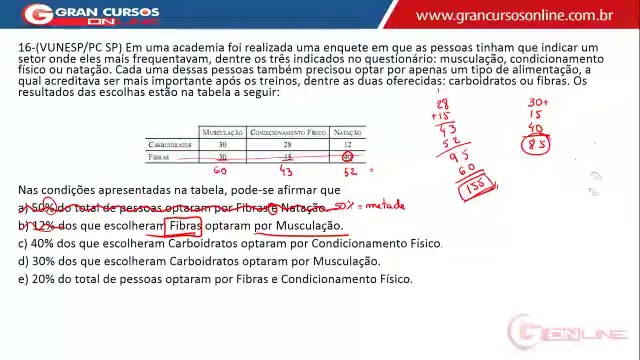 GRAN CURSOS
ONLINE
www.grancursosonline.com.br
16-(VUNESP/PC SP) Em uma academia foi realizada uma enquete em que as pessoas tinham que indicar um
setor onde eles mais frequentavam, dentre os três indicados no questionário: musculação, condicionamento
físico ou natação. Cada uma dessas pessoas também precisou optar por apenas um tipo de alimentação, a
qual acreditava ser mais importante após os treinos, dentre as duas oferecidas: carboidratos ou fibras. Os
resultados das escolhas estão na tabela a seguir:
28
+15
43
52
95
60
155
30+
15
40
85
MUSCULAÇÃO CONDICIONAMENTO FÍSICO NATAÇÃO
CARBOIDRATOS 30 28 12
FIBRAS 30 15 40
60 43 52 =
Nas condições apresentadas na tabela, pode-se afirmar que
a) 50% do total de pessoas optaram por Fibras e Natação. 50% = metade
b) 12% dos que escolheram Fibras optaram por Musculação.
c) 40% dos que escolheram Carboidratos optaram por Condicionamento Físico.
d) 30% dos que escolheram Carboidratos optaram por Musculação.
e) 20% do total de pessoas optaram por Fibras e Condicionamento Físico.
G ONLINE